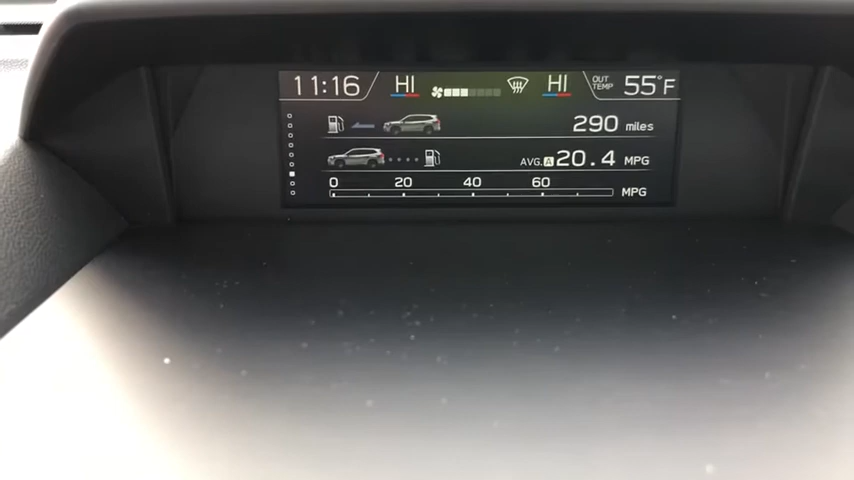 11:16 HI HI OUT TEMP 55°F
290 miles
AVG. A 20.4 MPG
0 20 40 60
MPG